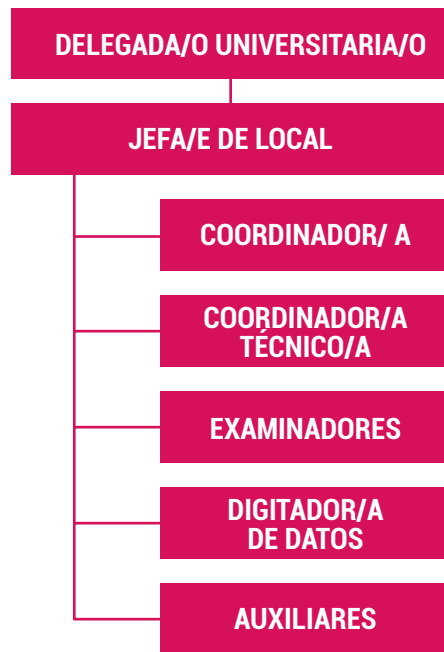 DELEGADA/O UNIVERSITARIA/O
JEFA/E DE LOCAL
COORDINADOR/ A
COORDINADOR/A
TÉCNICO/A
EXAMINADORES
DIGITADOR/A
DE DATOS
AUXILIARES